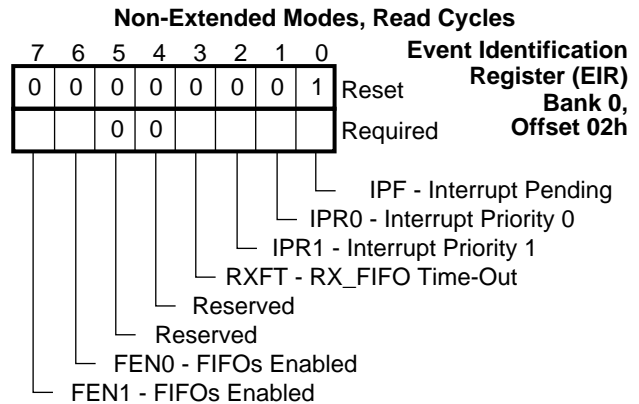 Non-Extended Modes, Read Cycles
7 6 5 4 3 2 1 0
Event Identification
Register (EIR)
Bank 0,
Offset 02h
0 0 0 0 0 0 0 1 Reset
0 0 Required
IPF - Interrupt Pending
IPR0 - Interrupt Priority 0
IPR1 - Interrupt Priority 1
RXFT - RX_FIFO Time-Out
Reserved
Reserved
FEN0 - FIFOs Enabled
FEN1 - FIFOs Enabled